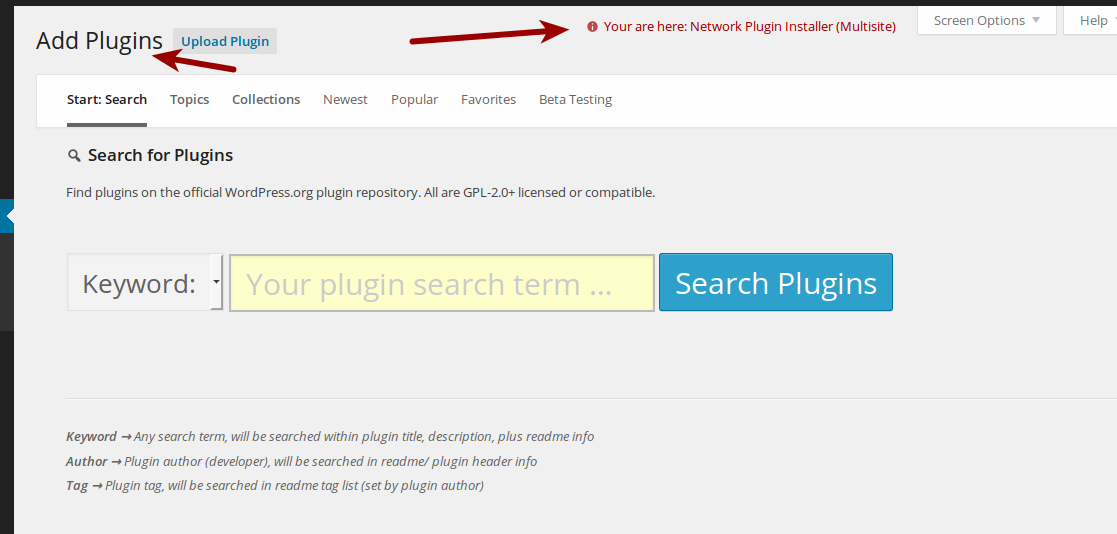 Add Plugins Upload Plugin
Your are here: Network Plugin Installer (Multisite)
Screen Options
Help
Start: Search Topics Collections Newest Popular Favorites Beta Testing
Search for Plugins
Find plugins on the official WordPress.org plugin repository. All are GPL-2.0+ licensed or compatible.
Keyword: Your plugin search term ... Search Plugins
Keyword → Any search term, will be searched within plugin title, description, plus readme info
Author → Plugin author (developer), will be searched in readme/ plugin header info
Tag → Plugin tag, will be searched in readme tag list (set by plugin author)